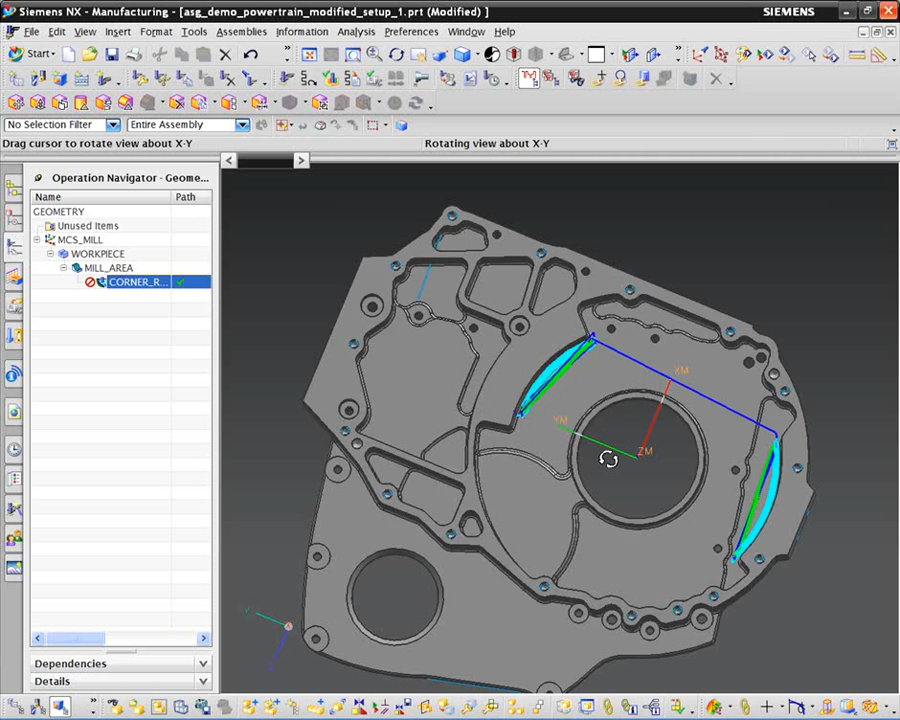 Siemens NX - Manufacturing - [asg_demo_powertrain_modified_setup_1.prt (Modified) ]
SIEMENS
File Edit View Insert Format Tools Assemblies Information Analysis Preferences Window Help
Start
No Selection Filter
Entire Assembly
Drag cursor to rotate view about X-Y
Rotating view about X-Y
Operation Navigator - Geome...
Name
Path
GEOMETRY
Unused Items
MCS_MILL
WORKPIECE
MILL_AREA
CORNER_R...
XM
YM
ZM
Dependencies
Details